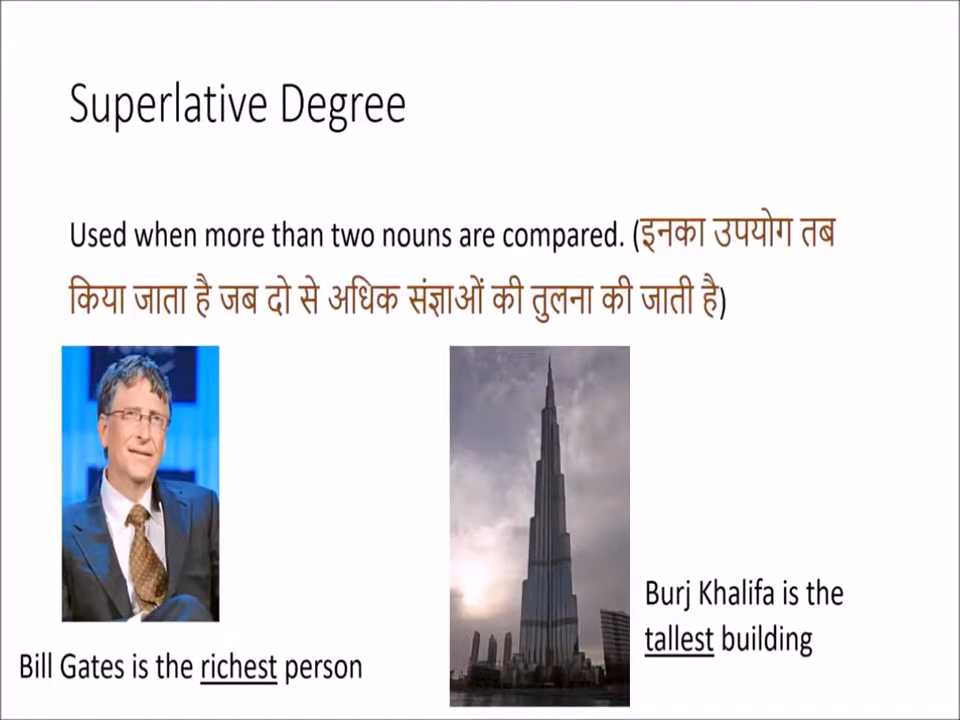 Superlative Degree
Used when more than two nouns are compared. (इनका उपयोग तब
किया जाता है जब दो से अधिक संज्ञाओं की तुलना की जाती है)
Bill Gates is the richest person
Burj Khalifa is the
tallest building